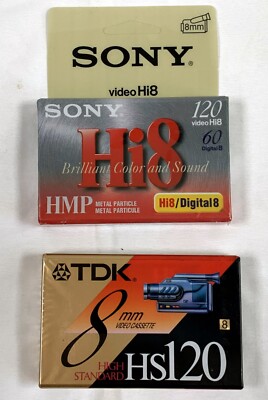 8mm
SONY®
video Hi8
SONY
120
video Hi8
Hi8
60
Digital8
Brilliant Color and Sound
HMP METAL PARTICLE
METAL PARTICULE
Hi8/Digital8
TDK
8mm
VIDEO CASSETTE
8
HIGH
STANDARD
HS120